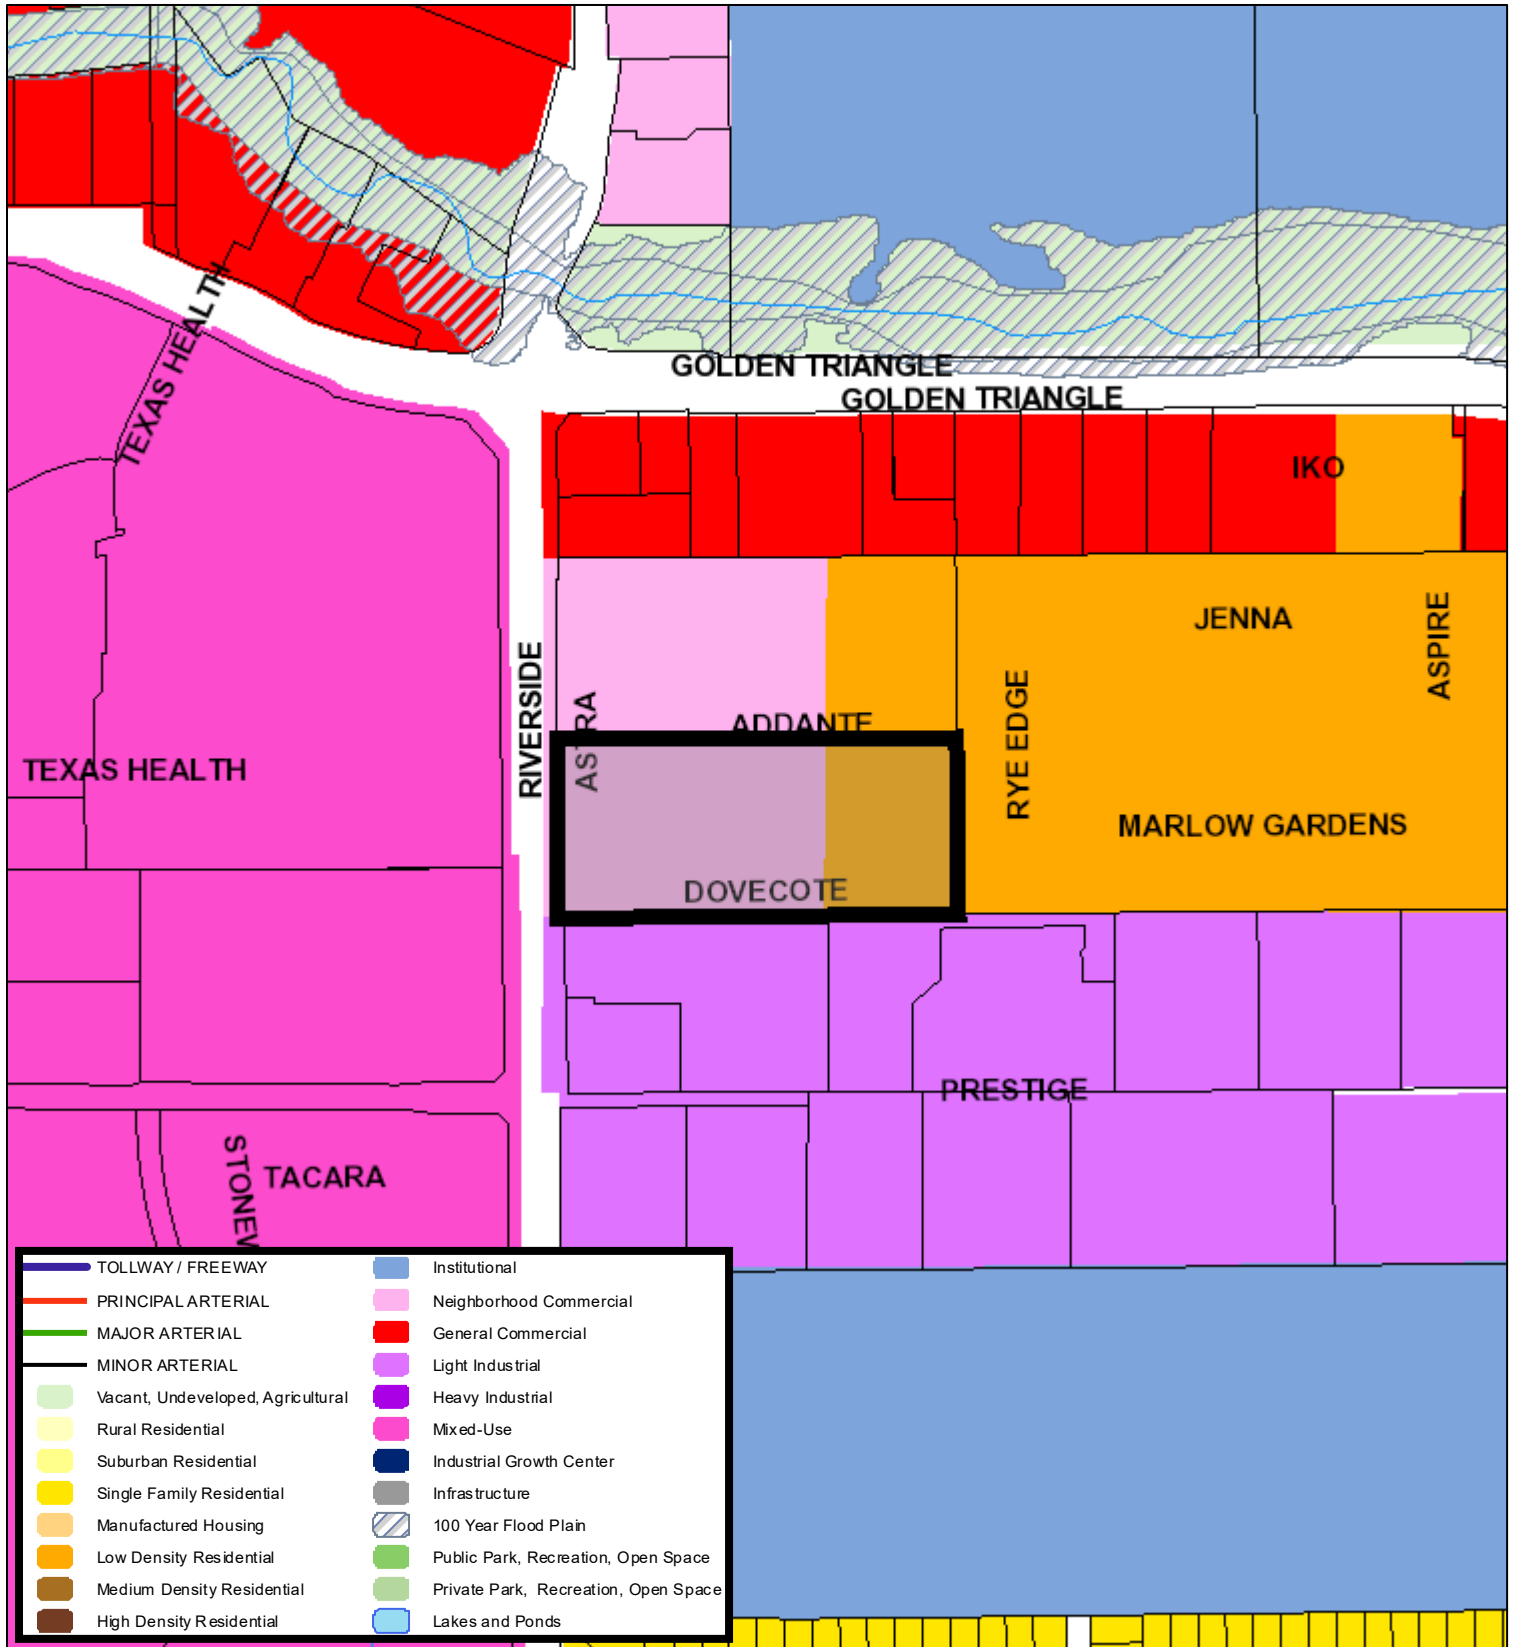 TEXAS HEALTH
GOLDEN TRIANGLE
GOLDEN TRIANGLE
IKO
JENNA
ASPIRE
RIVERSIDE
ASTRA
ADDANTE
RYE EDGE
TEXAS HEALTH
MARLOW GARDENS
DOVECOTE
PRESTIGE
TACARA
TOLLWAY / FREEWAY
PRINCIPAL ARTERIAL
MAJOR ARTERIAL
MINOR ARTERIAL
Vacant, Undeveloped, Agricultural
Rural Residential
Suburban Residential
Single Family Residential
Manufactured Housing
Low Density Residential
Medium Density Residential
High Density Residential
Institutional
Neighborhood Commercial
General Commercial
Light Industrial
Heavy Industrial
Mixed-Use
Industrial Growth Center
Infrastructure
100 Year Flood Plain
Public Park, Recreation, Open Space
Private Park, Recreation, Open Space
Lakes and Ponds